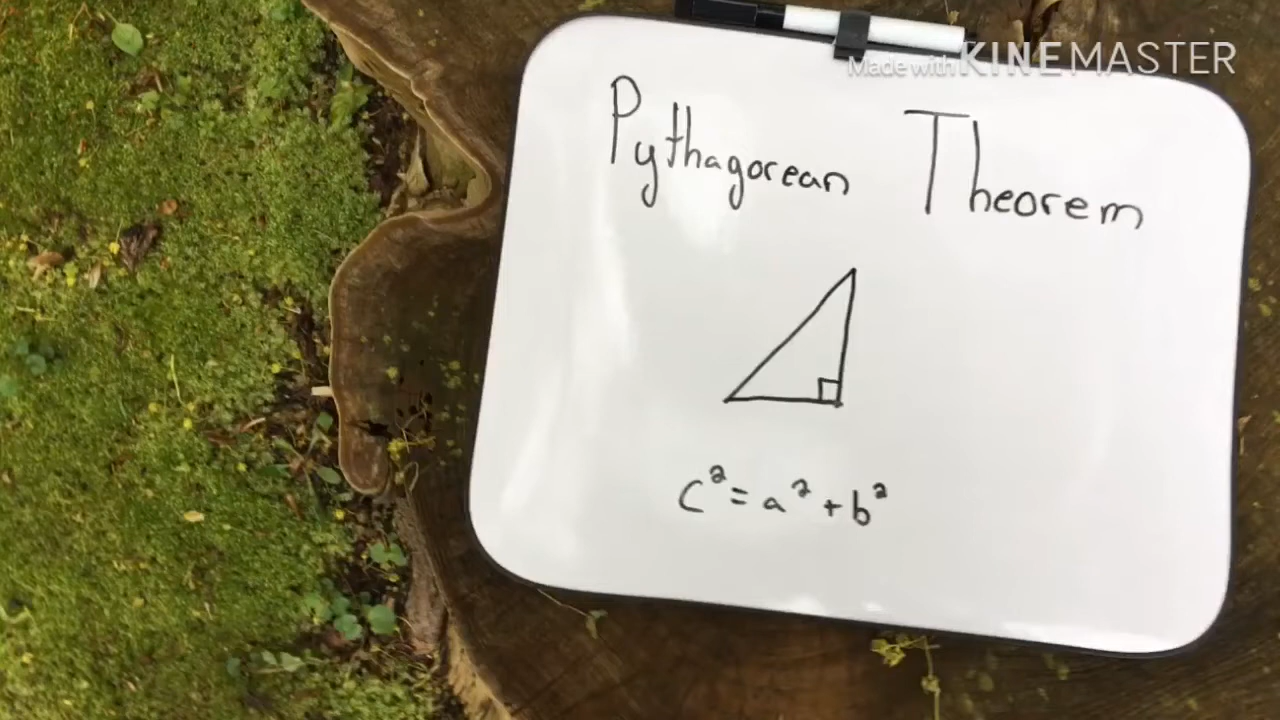 Made with KINEMASTER
Pythagorean Theorem
c² = a² + b²